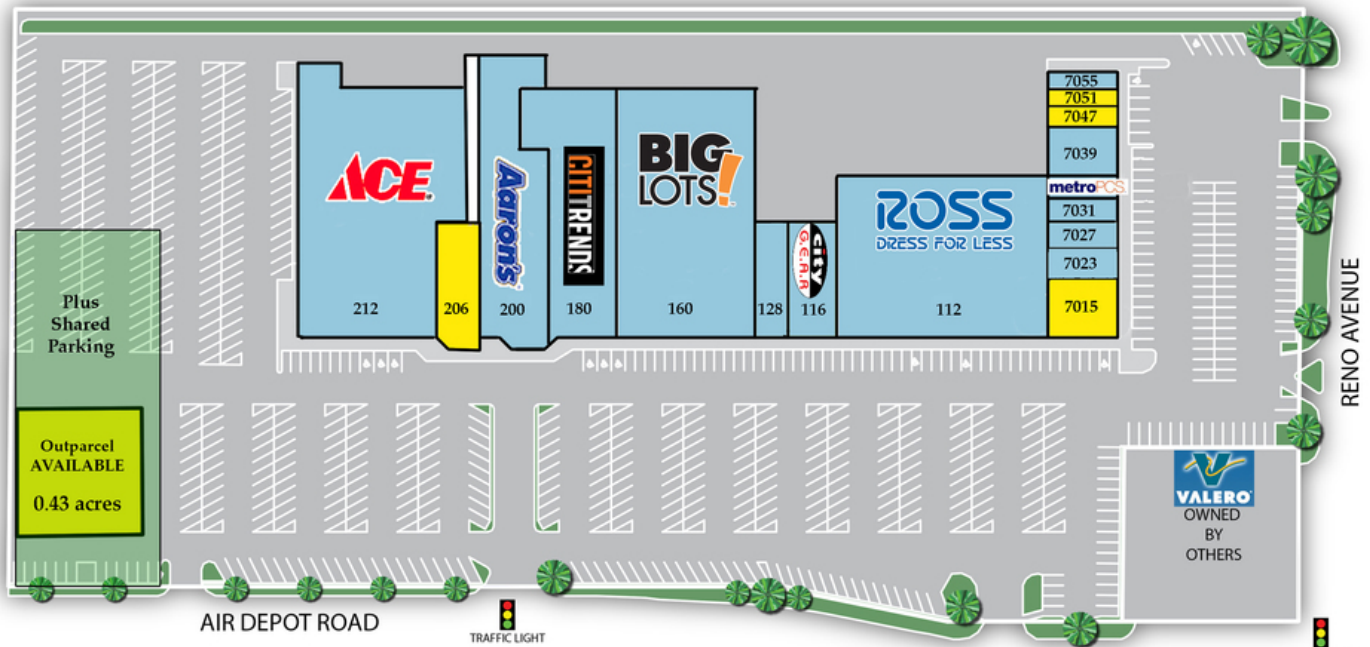 7055
7051
7047
7039
metroPCS.
7031
7027
7023
7015
ACE
Aaron's
CITITRENDS
BIG
LOTS!
city
G.E.A.R
ROSS
DRESS FOR LESS
212
206
200
180
160
128
116
112
Plus
Shared
Parking
Outparcel
AVAILABLE
0.43 acres
RENO AVENUE
VALERO
OWNED
BY
OTHERS
AIR DEPOT ROAD
TRAFFIC LIGHT